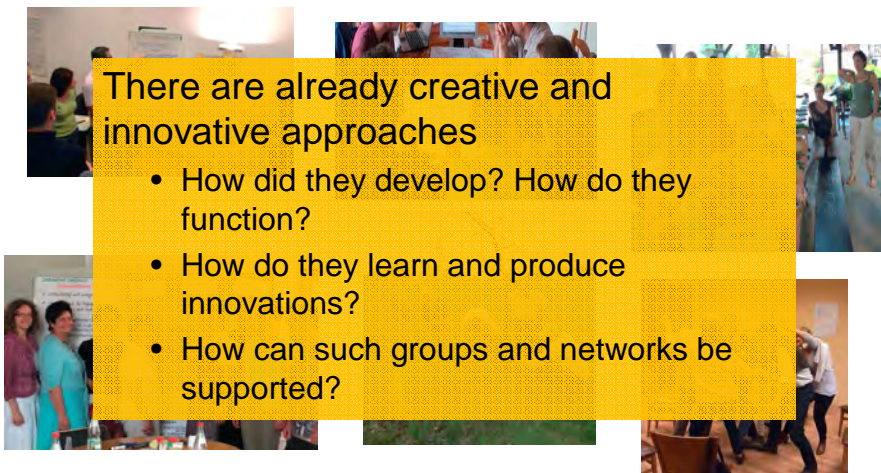 There are already creative and
innovative approaches
• How did they develop? How do they
function?
• How do they learn and produce
innovations?
• How can such groups and networks be
supported?